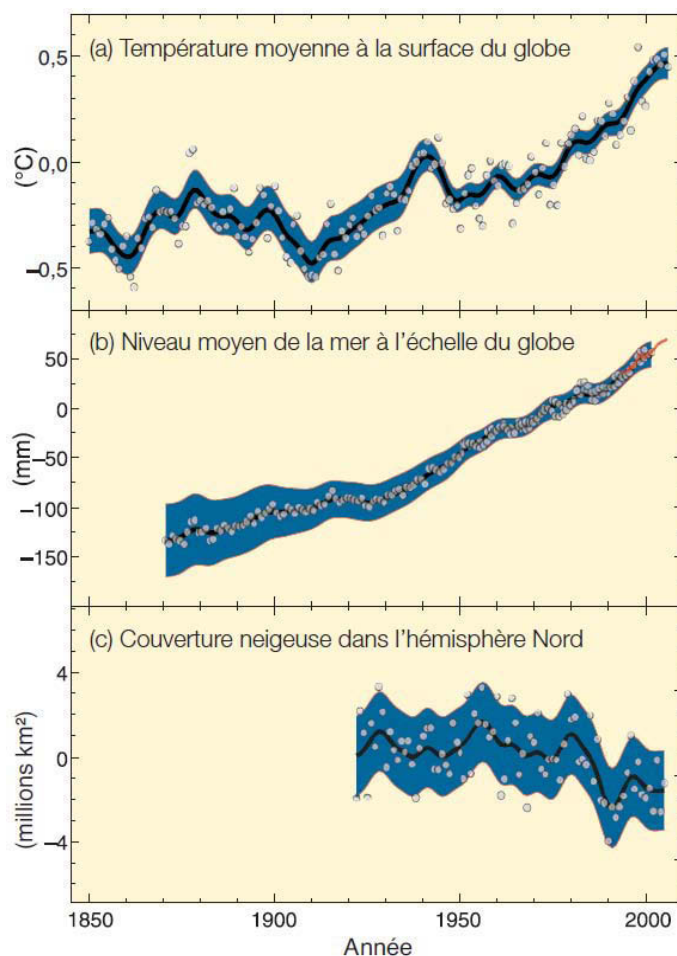 (a) Température moyenne à la surface du globe
0,5
0,0
–0,5
(°C)
(b) Niveau moyen de la mer à l'échelle du globe
50
0
–50
–100
–150
(mm)
(c) Couverture neigeuse dans l'hémisphère Nord
4
0
–4
(millions km²)
1850 1900 1950 2000
Année